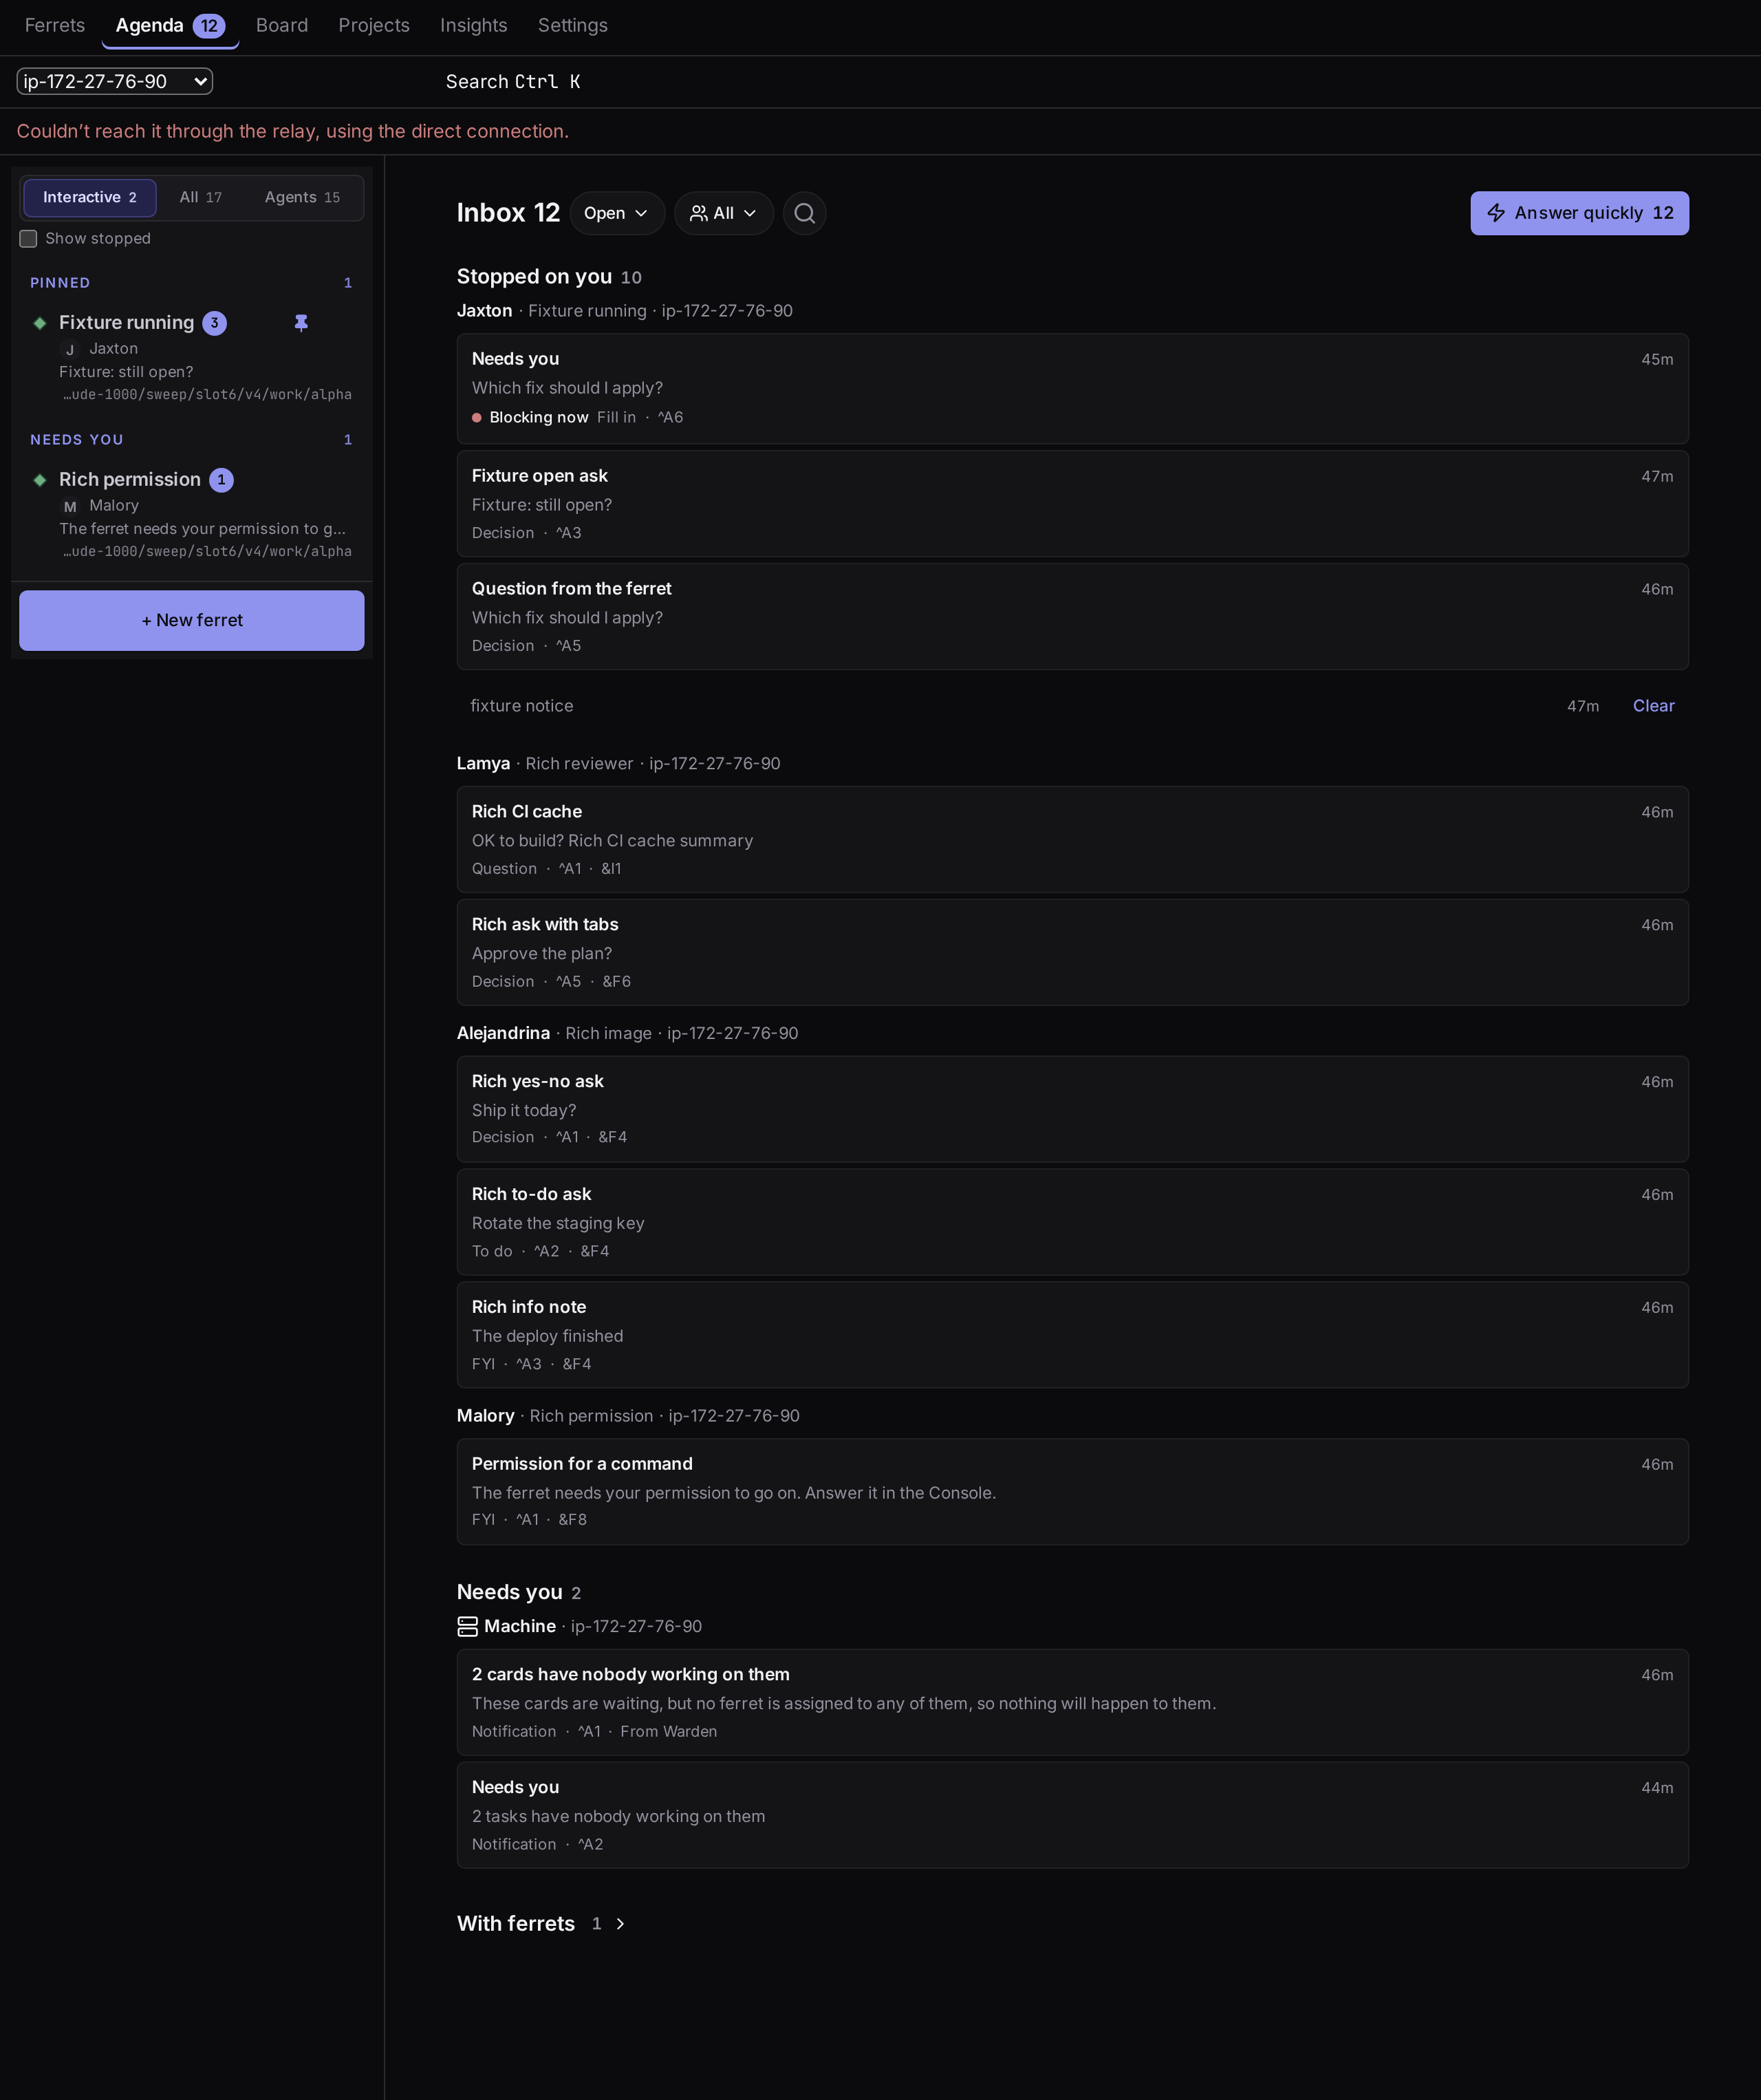 Ferrets Agenda 12 Board Projects Insights Settings
ip-172-27-76-90 Search Ctrl K
Couldn’t reach it through the relay, using the direct connection.
Interactive 2 All 17 Agents 15
Show stopped
PINNED 1
Fixture running 3
J Jaxton
Fixture: still open?
…ude-1000/sweep/slot6/v4/work/alpha
NEEDS YOU 1
Rich permission 1
M Malory
The ferret needs your permission to g…
…ude-1000/sweep/slot6/v4/work/alpha
+ New ferret
Inbox 12 Open All Answer quickly 12
Stopped on you 10
Jaxton · Fixture running · ip-172-27-76-90
Needs you 45m
Which fix should I apply?
Blocking now Fill in · ^A6
Fixture open ask 47m
Fixture: still open?
Decision · ^A3
Question from the ferret 46m
Which fix should I apply?
Decision · ^A5
fixture notice 47m Clear
Lamya · Rich reviewer · ip-172-27-76-90
Rich CI cache 46m
OK to build? Rich CI cache summary
Question · ^A1 · &I1
Rich ask with tabs 46m
Approve the plan?
Decision · ^A5 · &F6
Alejandrina · Rich image · ip-172-27-76-90
Rich yes-no ask 46m
Ship it today?
Decision · ^A1 · &F4
Rich to-do ask 46m
Rotate the staging key
To do · ^A2 · &F4
Rich info note 46m
The deploy finished
FYI · ^A3 · &F4
Malory · Rich permission · ip-172-27-76-90
Permission for a command 46m
The ferret needs your permission to go on. Answer it in the Console.
FYI · ^A1 · &F8
Needs you 2
Machine · ip-172-27-76-90
2 cards have nobody working on them 46m
These cards are waiting, but no ferret is assigned to any of them, so nothing will happen to them.
Notification · ^A1 · From Warden
Needs you 44m
2 tasks have nobody working on them
Notification · ^A2
With ferrets 1